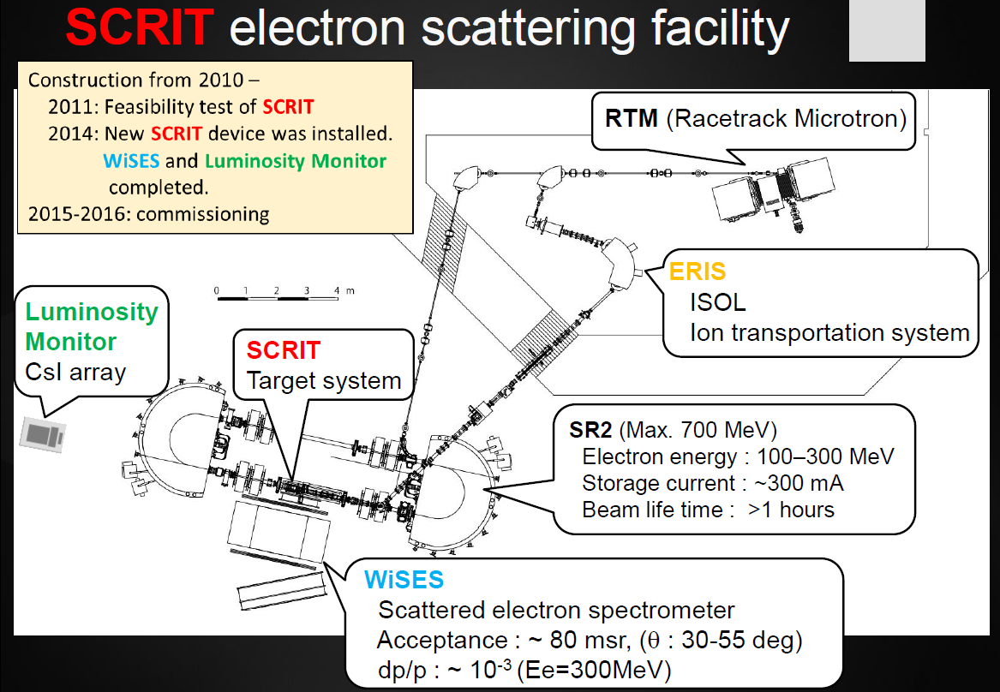 SCRIT electron scattering facility
Construction from 2010 –
2011: Feasibility test of SCRIT
2014: New SCRIT device was installed.
WiSES and Luminosity Monitor
completed.
2015-2016: commissioning
RTM (Racetrack Microtron)
ERIS
ISOL
Ion transportation system
0 1 2 3 4 m
Luminosity
Monitor
CsI array
SCRIT
Target system
SR2 (Max. 700 MeV)
Electron energy : 100–300 MeV
Storage current : ~300 mA
Beam life time : >1 hours
WiSES
Scattered electron spectrometer
Acceptance : ~ 80 msr, (θ : 30-55 deg)
dp/p : ~ 10⁻³ (Ee=300MeV)